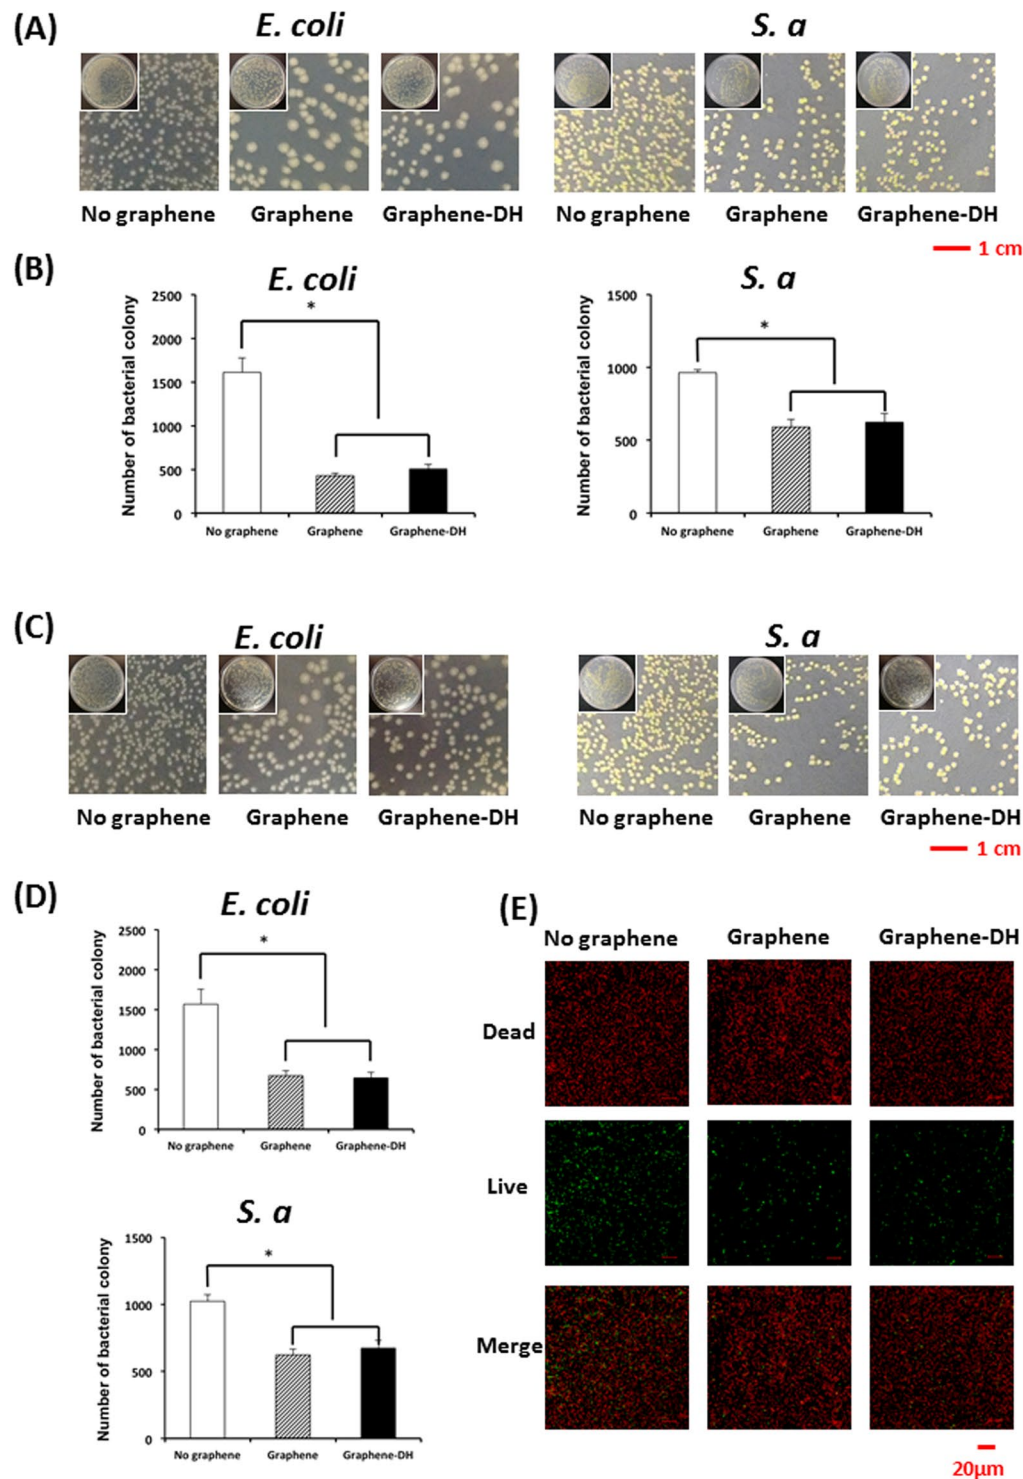 (A)
E. coli
S. a
No graphene Graphene Graphene-DH
No graphene Graphene Graphene-DH
1 cm
(B)
E. coli
Number of bacterial colony
2500
2000
1500
1000
500
0
*
No graphene Graphene Graphene-DH
S. a
Number of bacterial colony
1500
1000
500
0
*
No graphene Graphene Graphene-DH
(C)
E. coli
S. a
No graphene Graphene Graphene-DH
No graphene Graphene Graphene-DH
1 cm
(D)
E. coli
Number of bacterial colony
2500
2000
1500
1000
500
0
*
No graphene Graphene Graphene-DH
S. a
Number of bacterial colony
1500
1000
500
0
*
No graphene Graphene Graphene-DH
(E)
No graphene Graphene Graphene-DH
Dead
Live
Merge
20μm